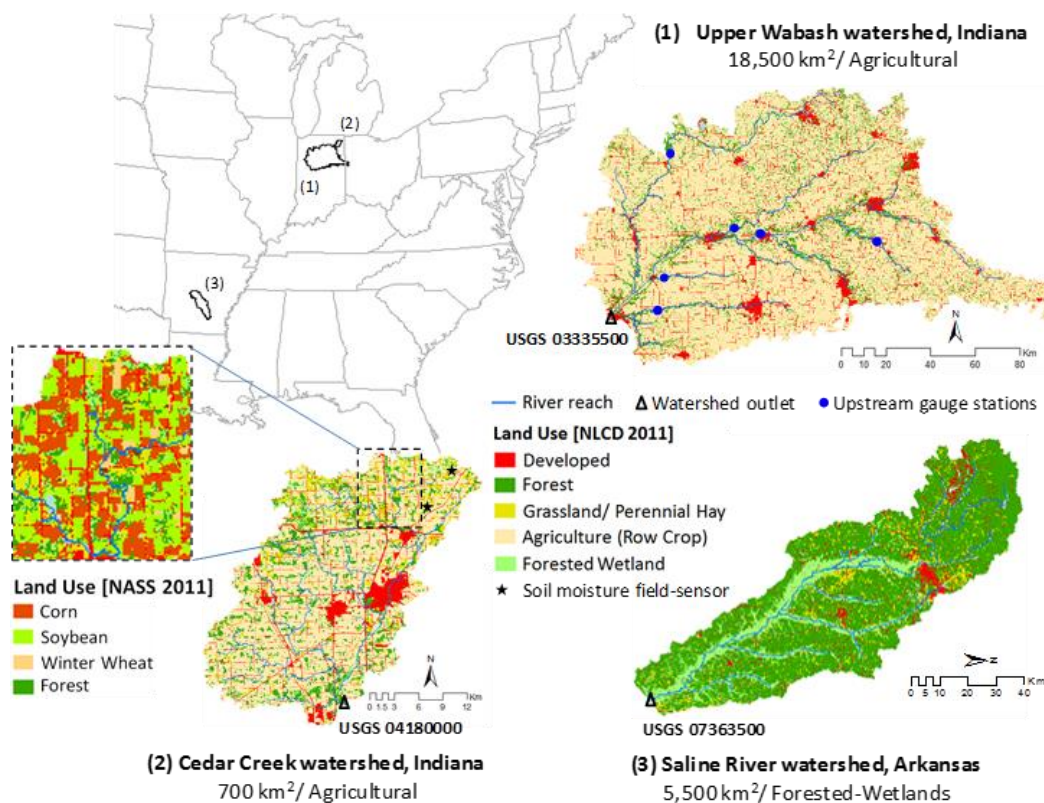 (1) Upper Wabash watershed, Indiana
18,500 km²/ Agricultural
(2)
(1)
(3)
USGS 03335500
N
Km
0 5 10 20 40 60 80
River reach
Watershed outlet
Upstream gauge stations
Land Use [NLCD 2011]
Developed
Forest
Grassland/ Perennial Hay
Agriculture (Row Crop)
Forested Wetland
Soil moisture field-sensor
Land Use [NASS 2011]
Corn
Soybean
Winter Wheat
Forest
N
Km
0 1.5 3 6 9 12
USGS 04180000
N
Km
0 5 10 20 30 40
USGS 07363500
(2) Cedar Creek watershed, Indiana
700 km²/ Agricultural
(3) Saline River watershed, Arkansas
5,500 km²/ Forested-Wetlands